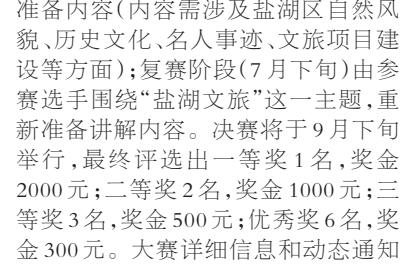 准备内容(内容需涉及盐湖区自然风
貌、历史文化、名人事迹、文旅项目建
设等方面);复赛阶段(7月下旬)由参
赛选手围绕“盐湖文旅”这一主题,重
新准备讲解内容。决赛将于9月下旬
举行,最终评选出一等奖1名,奖金
2000元;二等奖2名,奖金1000元;三
等奖3名,奖金500元;优秀奖6名,奖
金300元。大赛详细信息和动态通知